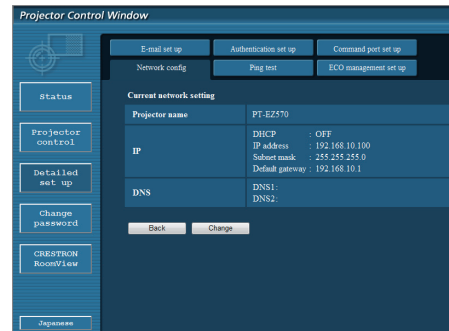 Projector Control Window
E-mail set up
Authentication set up
Command port set up
Network config
Ping test
ECO management set up
Status
Projector
control
Detailed
set up
Change
password
CRESTRON
RoomView
Japanese
Current network setting
Projector name
PT-EZ570
IP
DHCP : OFF
IP address : 192.168.10.100
Subnet mask : 255.255.255.0
Default gateway : 192.168.10.1
DNS
DNS1:
DNS2:
Back
Change